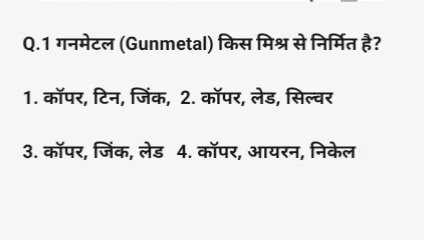 Q.1 गनमेटल (Gunmetal) किस मिश्र से निर्मित है?
1. कॉपर, टिन, जिंक, 2. कॉपर, लेड, सिल्वर
3. कॉपर, जिंक, लेड 4. कॉपर, आयरन, निकेल